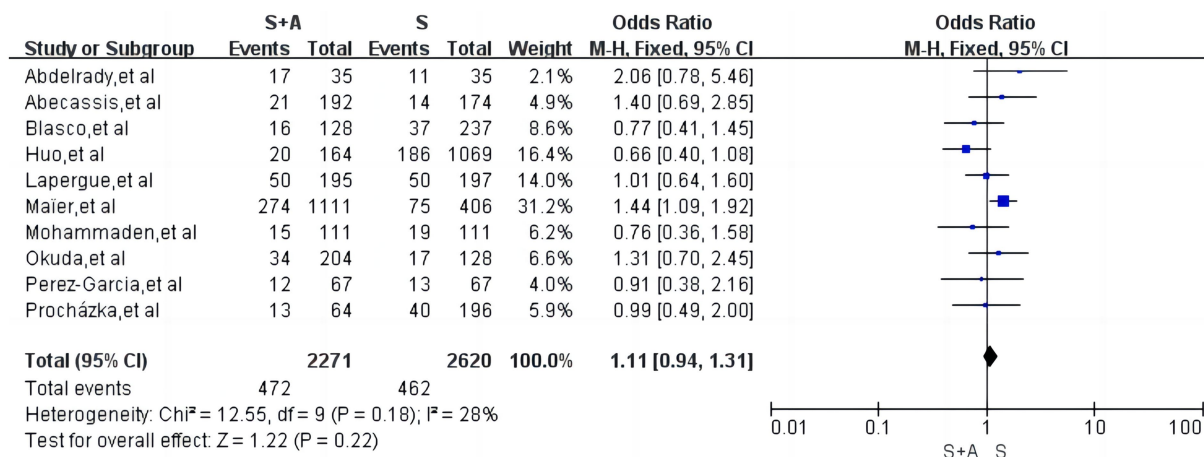 S+A S Odds Ratio Odds Ratio
Study or Subgroup Events Total Events Total Weight M-H, Fixed, 95% CI M-H, Fixed, 95% CI
Abdelrady,et al 17 35 11 35 2.1% 2.06 [0.78, 5.46]
Abecassis,et al 21 192 14 174 4.9% 1.40 [0.69, 2.85]
Blasco,et al 16 128 37 237 8.6% 0.77 [0.41, 1.45]
Huo,et al 20 164 186 1069 16.4% 0.66 [0.40, 1.08]
Lapergue,et al 50 195 50 197 14.0% 1.01 [0.64, 1.60]
Maïer,et al 274 1111 75 406 31.2% 1.44 [1.09, 1.92]
Mohammaden,et al 15 111 19 111 6.2% 0.76 [0.36, 1.58]
Okuda,et al 34 204 17 128 6.6% 1.31 [0.70, 2.45]
Perez-Garcia,et al 12 67 13 67 4.0% 0.91 [0.38, 2.16]
Procházka,et al 13 64 40 196 5.9% 0.99 [0.49, 2.00]
Total (95% CI) 2271 2620 100.0% 1.11 [0.94, 1.31]
Total events 472 462
Heterogeneity: Chi² = 12.55, df = 9 (P = 0.18); I² = 28%
Test for overall effect: Z = 1.22 (P = 0.22)
0.01 0.1 1 10 100
S+A S